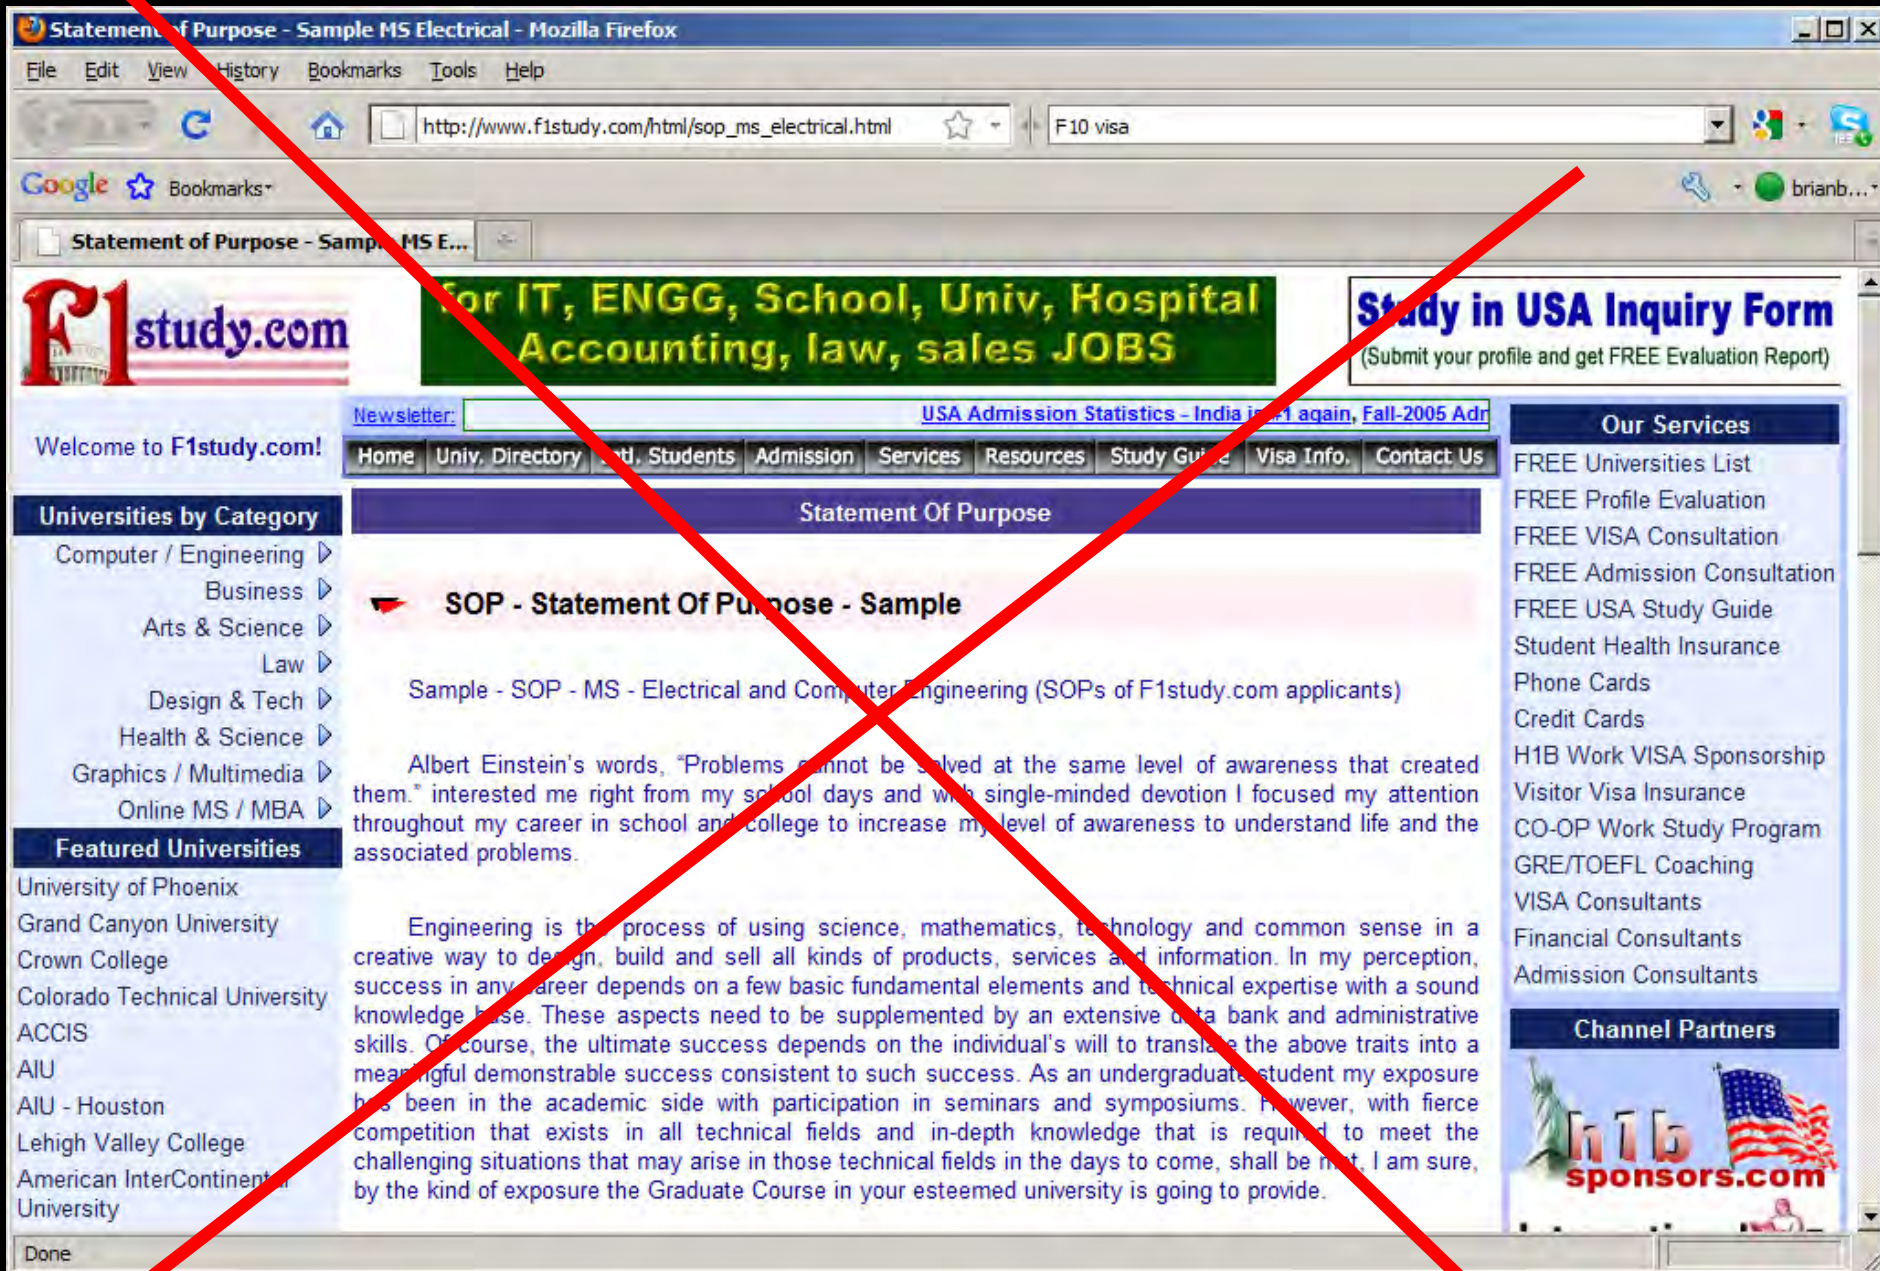 Statement of Purpose - Sample MS Electrical - Mozilla Firefox
File Edit View History Bookmarks Tools Help
http://www.f1study.com/html/sop_ms_electrical.html F10 visa
Google Bookmarks brianb...
Statement of Purpose - Sample MS E...
F1study.com
for IT, ENGG, School, Univ, Hospital
Accounting, law, sales JOBS
Study in USA Inquiry Form
(Submit your profile and get FREE Evaluation Report)
Welcome to F1study.com!
Newsletter: USA Admission Statistics - India is #1 again, Fall-2005 Adr
Home Univ. Directory Intl. Students Admission Services Resources Study Guide Visa Info. Contact Us
Universities by Category
Computer / Engineering
Business
Arts & Science
Law
Design & Tech
Health & Science
Graphics / Multimedia
Online MS / MBA
Featured Universities
University of Phoenix
Grand Canyon University
Crown College
Colorado Technical University
ACCIS
AIU
AIU - Houston
Lehigh Valley College
American InterContinental
University
Statement Of Purpose
SOP - Statement Of Purpose - Sample
Sample - SOP - MS - Electrical and Computer Engineering (SOPs of F1study.com applicants)
Albert Einstein's words, “Problems cannot be solved at the same level of awareness that created
them.” interested me right from my school days and with single-minded devotion I focused my attention
throughout my career in school and college to increase my level of awareness to understand life and the
associated problems.
Engineering is the process of using science, mathematics, technology and common sense in a
creative way to design, build and sell all kinds of products, services and information. In my perception,
success in any career depends on a few basic fundamental elements and technical expertise with a sound
knowledge base. These aspects need to be supplemented by an extensive data bank and administrative
skills. Of course, the ultimate success depends on the individual's will to translate the above traits into a
meaningful demonstrable success consistent to such success. As an undergraduate student my exposure
has been in the academic side with participation in seminars and symposiums. However, with fierce
competition that exists in all technical fields and in-depth knowledge that is required to meet the
challenging situations that may arise in those technical fields in the days to come, shall be met, I am sure,
by the kind of exposure the Graduate Course in your esteemed university is going to provide.
Our Services
FREE Universities List
FREE Profile Evaluation
FREE VISA Consultation
FREE Admission Consultation
FREE USA Study Guide
Student Health Insurance
Phone Cards
Credit Cards
H1B Work VISA Sponsorship
Visitor Visa Insurance
CO-OP Work Study Program
GRE/TOEFL Coaching
VISA Consultants
Financial Consultants
Admission Consultants
Channel Partners
h1b
sponsors.com
Done